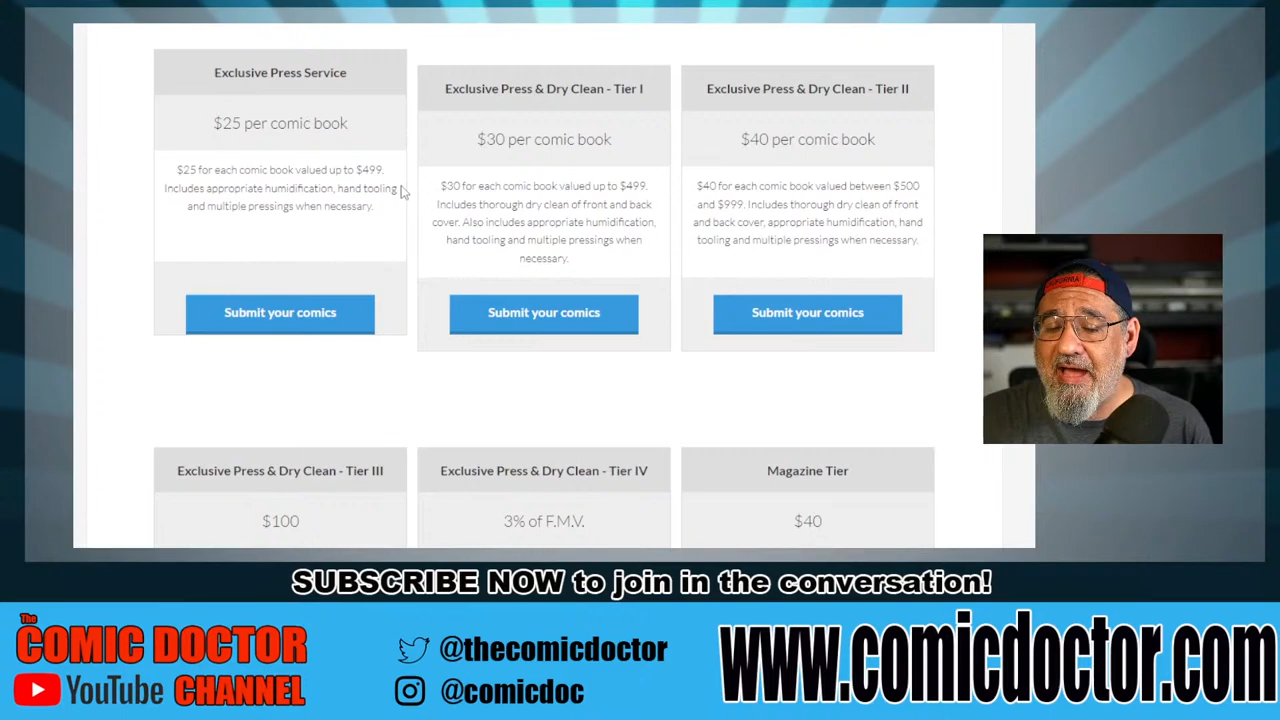 Exclusive Press Service
$25 per comic book
$25 for each comic book valued up to $499.
Includes appropriate humidification, hand tooling
and multiple pressings when necessary.
Submit your comics
Exclusive Press & Dry Clean - Tier I
$30 per comic book
$30 for each comic book valued up to $499.
Includes thorough dry clean of front and back
cover. Also includes appropriate humidification,
hand tooling and multiple pressings when
necessary.
Submit your comics
Exclusive Press & Dry Clean - Tier II
$40 per comic book
$40 for each comic book valued between $500
and $999. Includes thorough dry clean of front
and back cover, appropriate humidification, hand
tooling and multiple pressings when necessary.
Submit your comics
Exclusive Press & Dry Clean - Tier III
$100
Exclusive Press & Dry Clean - Tier IV
3% of F.M.V.
Magazine Tier
$40
CALIFORNIA
SUBSCRIBE NOW to join in the conversation!
The
COMIC DOCTOR
YouTube CHANNEL
@thecomicdoctor
@comicdoc
www.comicdoctor.com